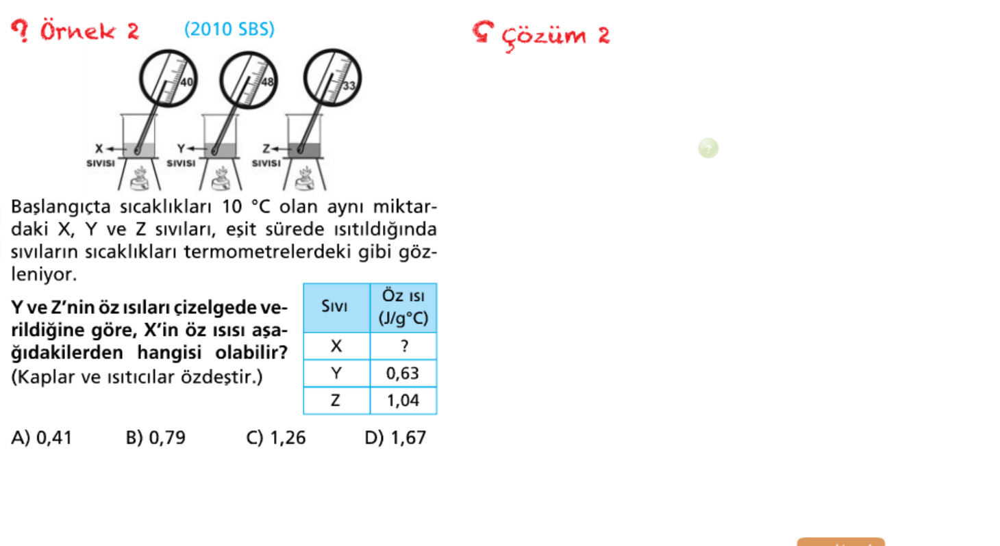 ? Örnek 2 (2010 SBS)
40 48 33
X Y Z
SIVISI SIVISI SIVISI
Başlangıçta sıcaklıkları 10 °C olan aynı miktar-
daki X, Y ve Z sıvıları, eşit sürede ısıtıldığında
sıvıların sıcaklıkları termometrelerdeki gibi göz-
leniyor.
Y ve Z’nin öz ısıları çizelgede ve-
rildiğine göre, X’in öz ısısı aşa-
ğıdakilerden hangisi olabilir?
(Kaplar ve ısıtıcılar özdeştir.)
Sıvı Öz ısı
(J/g°C)
X ?
Y 0,63
Z 1,04
A) 0,41 B) 0,79 C) 1,26 D) 1,67
Çözüm 2
?